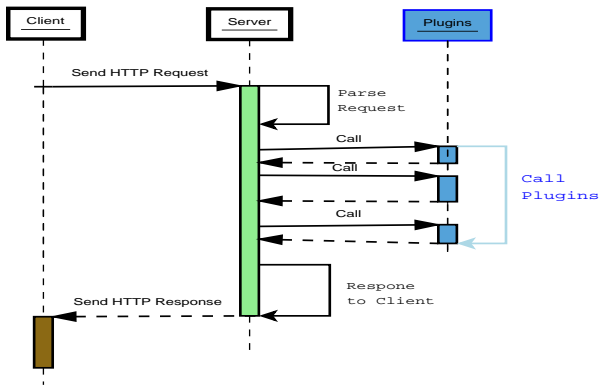 Client
Server
Plugins
Send HTTP Request
Parse
Request
Call
Call
Call
Plugins
Call
Respone
to Client
Send HTTP Response